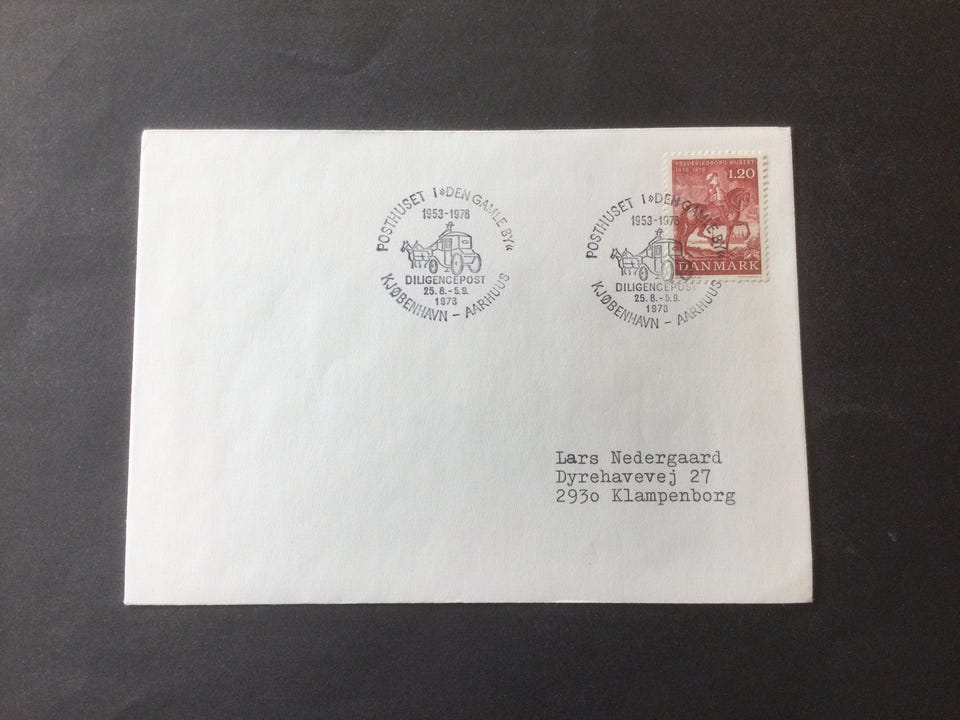 POSTHUSET I »DEN GAMLE BY«
1953-1978
DILIGENCEPOST
25.8.-5.9.
1978
KJØBENHAVN - AARHUUS
POSTHUSET I »DEN GAMLE BY«
1953-1978
DILIGENCEPOST
25.8.-5.9.
1978
KJØBENHAVN - AARHUUS
FREDERIKSBORG MUSEET
1878-1978
1.20
DANMARK
Lars Nedergaard
Dyrehavevej 27
293o Klampenborg